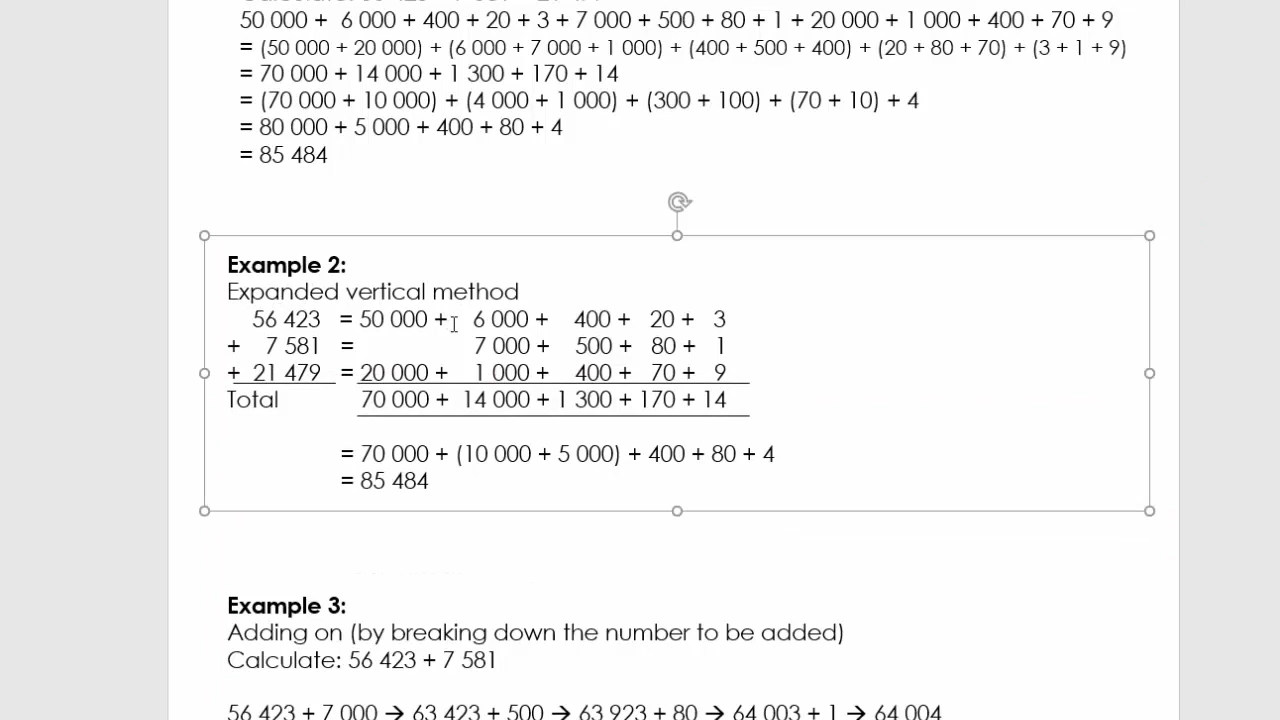 50 000 + 6 000 + 400 + 20 + 3 + 7 000 + 500 + 80 + 1 + 20 000 + 1 000 + 400 + 70 + 9
= (50 000 + 20 000) + (6 000 + 7 000 + 1 000) + (400 + 500 + 400) + (20 + 80 + 70) + (3 + 1 + 9)
= 70 000 + 14 000 + 1 300 + 170 + 14
= (70 000 + 10 000) + (4 000 + 1 000) + (300 + 100) + (70 + 10) + 4
= 80 000 + 5 000 + 400 + 80 + 4
= 85 484
Example 2:
Expanded vertical method
56 423 = 50 000 + 6 000 + 400 + 20 + 3
+ 7 581 = 7 000 + 500 + 80 + 1
+ 21 479 = 20 000 + 1 000 + 400 + 70 + 9
Total 70 000 + 14 000 + 1 300 + 170 + 14
= 70 000 + (10 000 + 5 000) + 400 + 80 + 4
= 85 484
Example 3:
Adding on (by breaking down the number to be added)
Calculate: 56 423 + 7 581
56 423 + 7 000 → 63 423 + 500 → 63 923 + 80 → 64 003 + 1 → 64 004